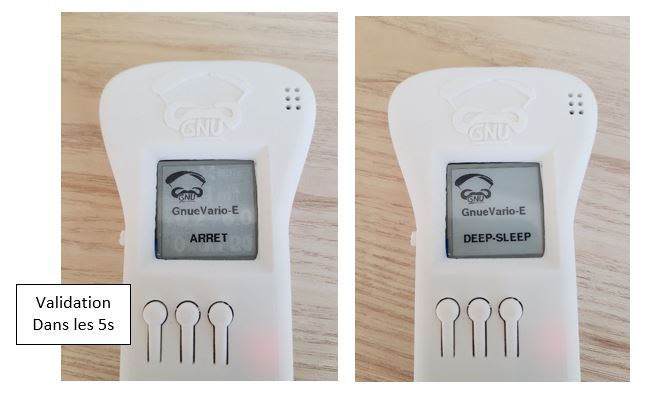 GNU
GNU
GnueVario-E
ARRET
Validation
Dans les 5s
GNU
GNU
GnueVario-E
DEEP-SLEEP